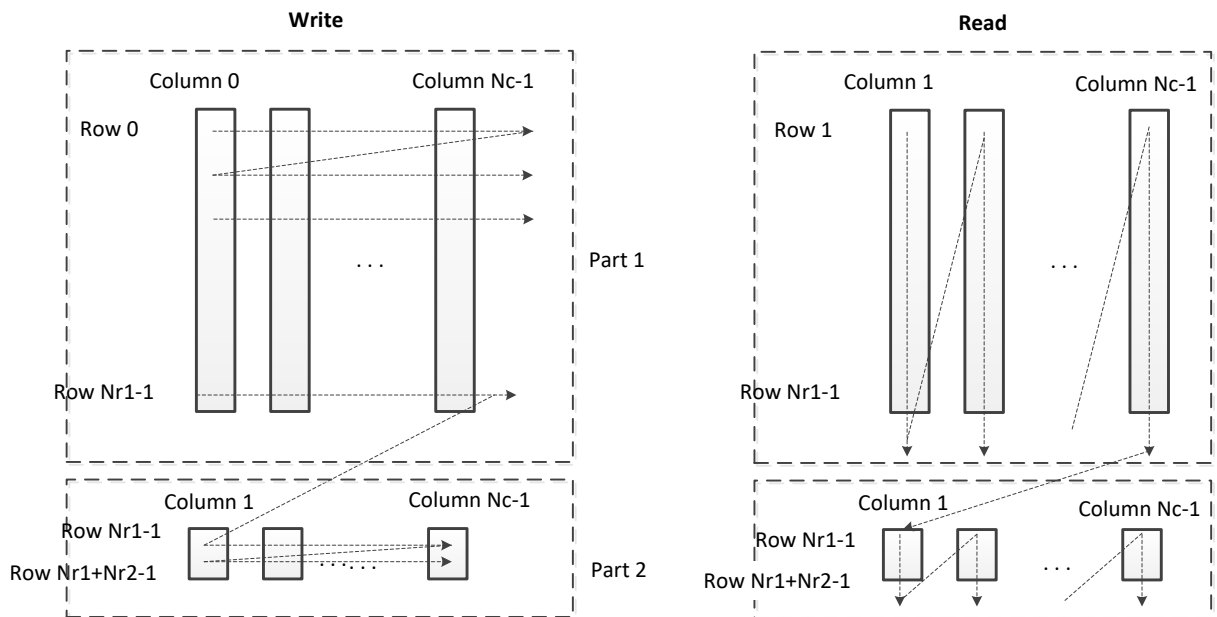 Write
Column 0
Column Nc-1
Row 0
. . .
Row Nr1-1
Part 1
Column 1
Column Nc-1
Row Nr1-1
Row Nr1+Nr2-1
... ...
Part 2
Read
Column 1
Column Nc-1
Row 1
. . .
Row Nr1-1
Column 1
Column Nc-1
Row Nr1-1
Row Nr1+Nr2-1
. . .